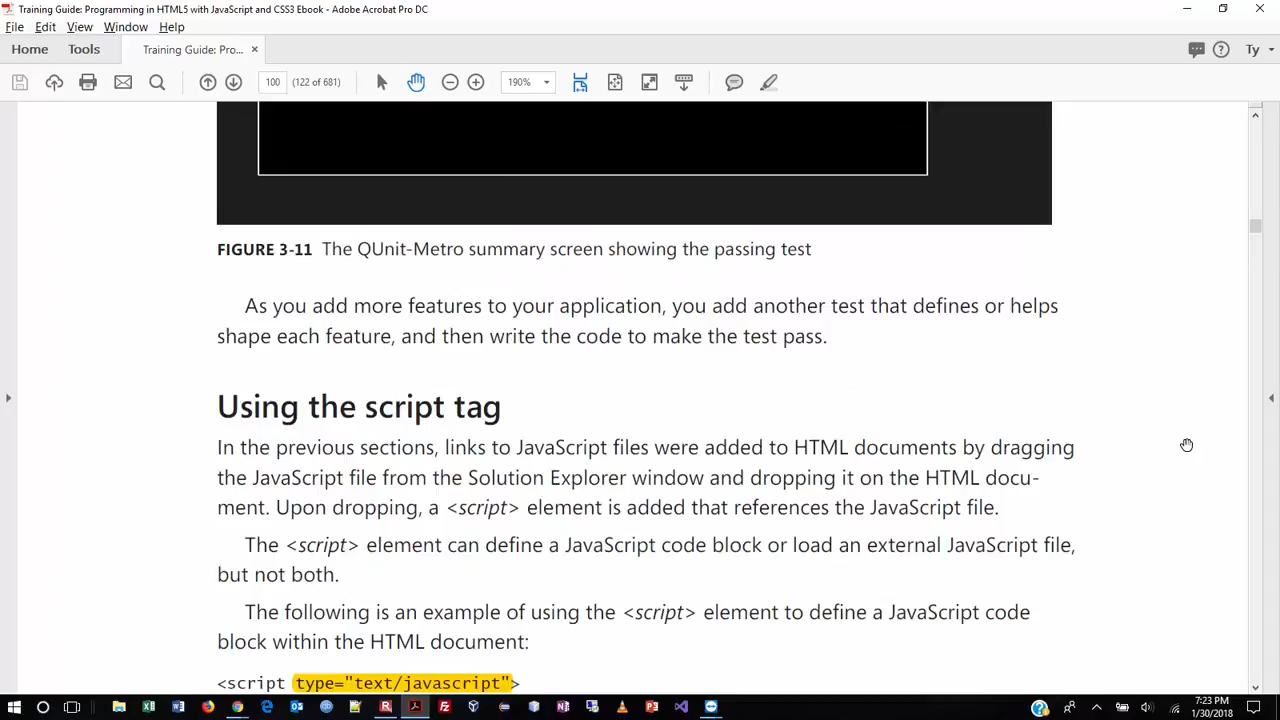 Training Guide: Programming in HTML5 with JavaScript and CSS3 Ebook - Adobe Acrobat Pro DC
File Edit View Window Help
Home Tools Training Guide: Pro... × Ty
100 (122 of 681) 190%
FIGURE 3-11 The QUnit-Metro summary screen showing the passing test
As you add more features to your application, you add another test that defines or helps
shape each feature, and then write the code to make the test pass.
Using the script tag
In the previous sections, links to JavaScript files were added to HTML documents by dragging
the JavaScript file from the Solution Explorer window and dropping it on the HTML docu-
ment. Upon dropping, a <script> element is added that references the JavaScript file.
The <script> element can define a JavaScript code block or load an external JavaScript file,
but not both.
The following is an example of using the <script> element to define a JavaScript code
block within the HTML document:
<script type="text/javascript">
7:23 PM
1/30/2018